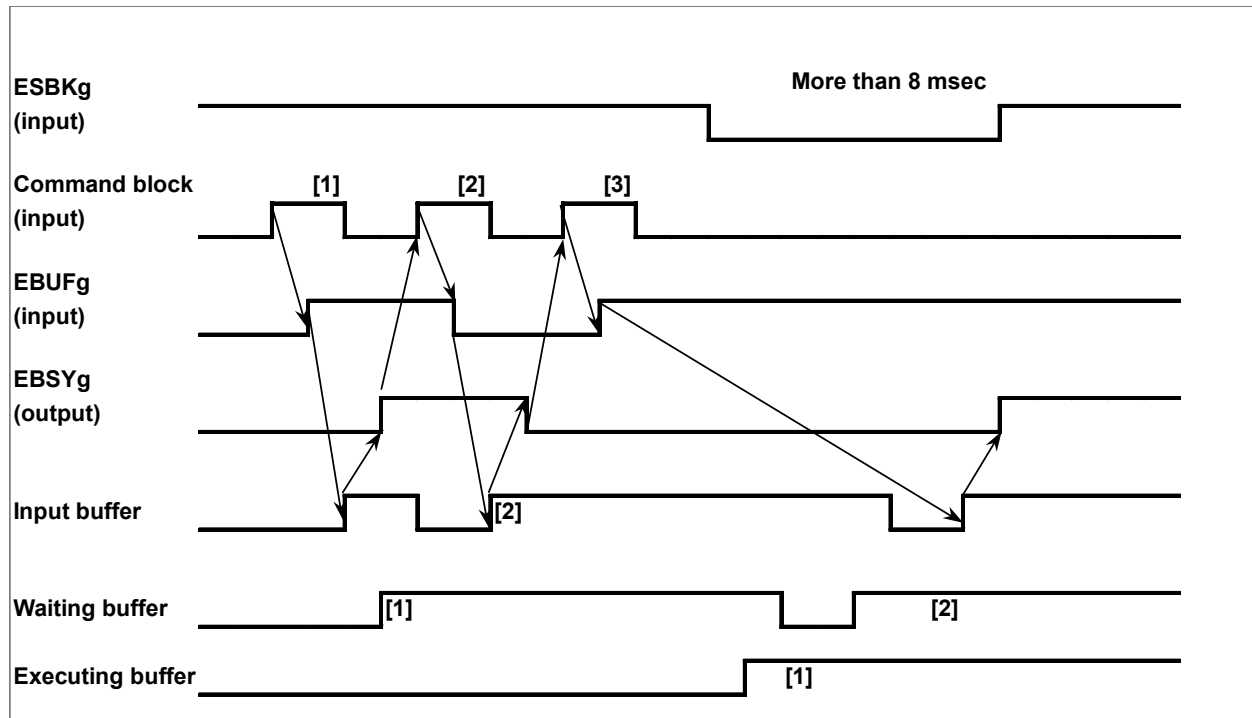 More than 8 msec
ESBKg
(input)
Command block
(input)
[1]
[2]
[3]
EBUFg
(input)
EBSYg
(output)
Input buffer
[2]
Waiting buffer
[1]
[2]
Executing buffer
[1]